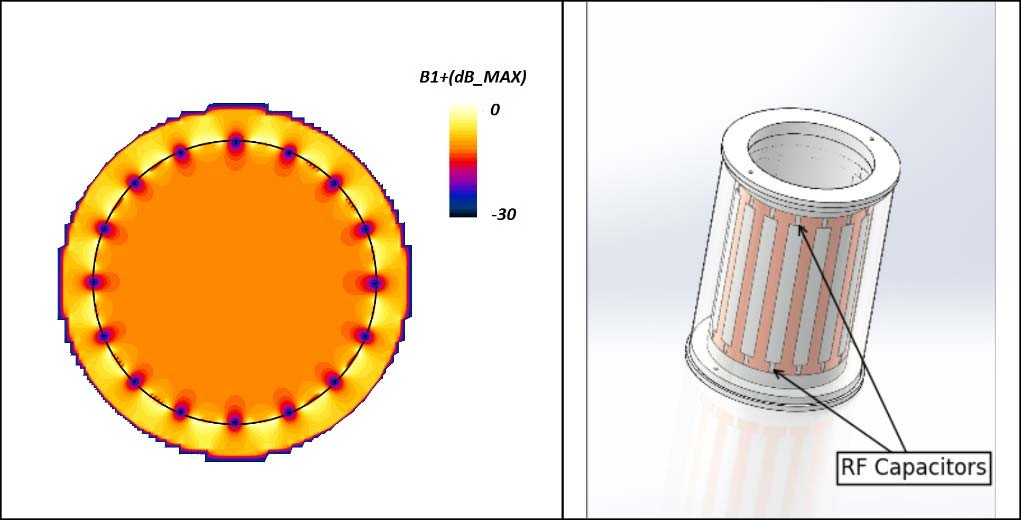 B1+(dB_MAX)
0
-30
RF Capacitors